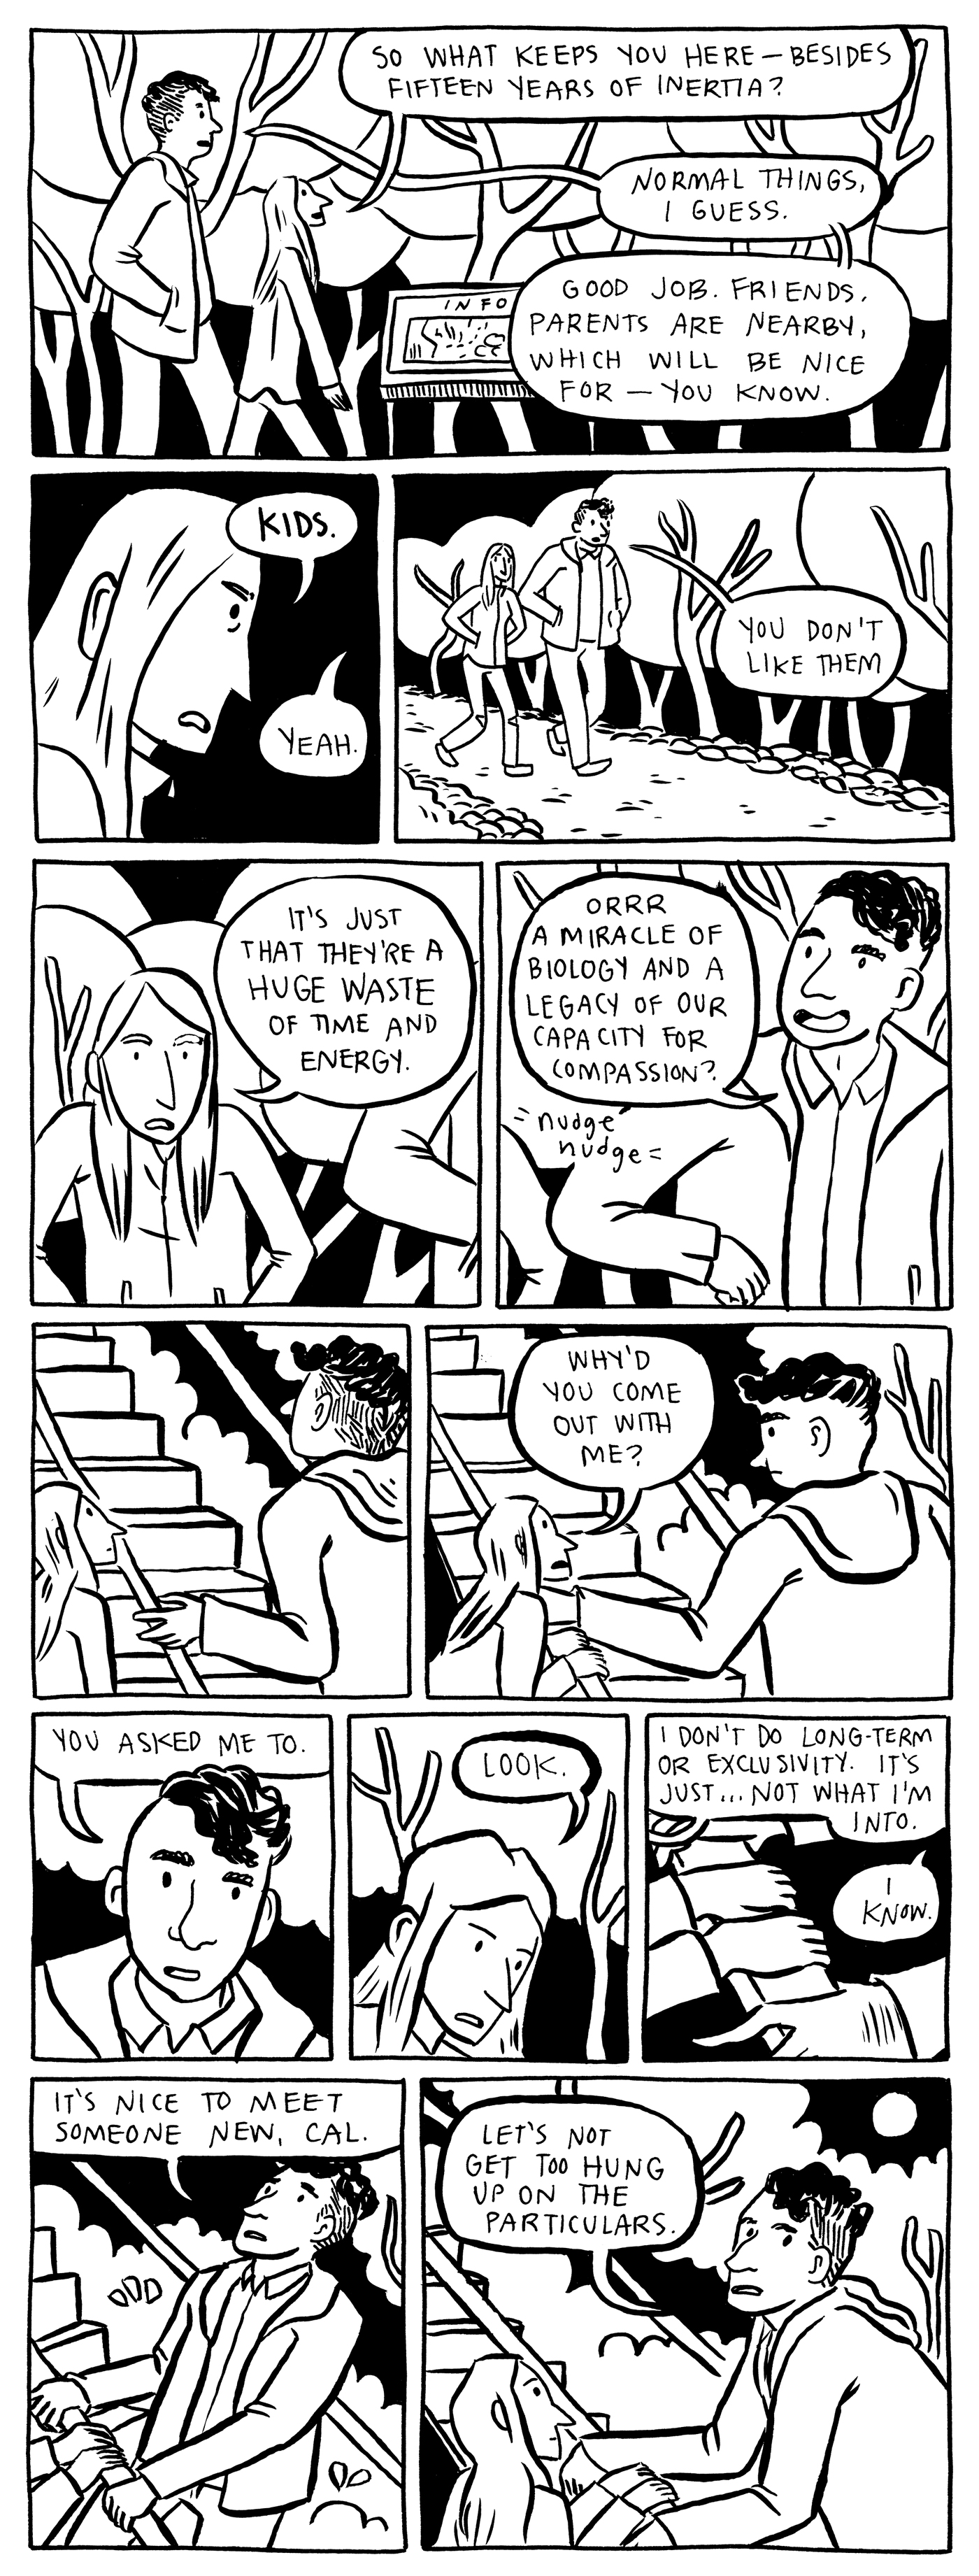 SO WHAT KEEPS YOU HERE — BESIDES
FIFTEEN YEARS OF INERTIA?
NORMAL THINGS,
I GUESS.
GOOD JOB. FRIENDS.
PARENTS ARE NEARBY,
WHICH WILL BE NICE
FOR — YOU KNOW.
INFO
KIDS.
YEAH.
YOU DON'T
LIKE THEM
IT'S JUST
THAT THEY'RE A
HUGE WASTE
OF TIME AND
ENERGY.
ORRR
A MIRACLE OF
BIOLOGY AND A
LEGACY OF OUR
CAPACITY FOR
COMPASSION?
=nudge
nudge=
WHY'D
YOU COME
OUT WITH
ME?
YOU ASKED ME TO.
LOOK.
I DON'T DO LONG-TERM
OR EXCLUSIVITY. IT'S
JUST... NOT WHAT I'M
INTO.
I
KNOW.
IT'S NICE TO MEET
SOMEONE NEW, CAL.
LET'S NOT
GET TOO HUNG
UP ON THE
PARTICULARS.